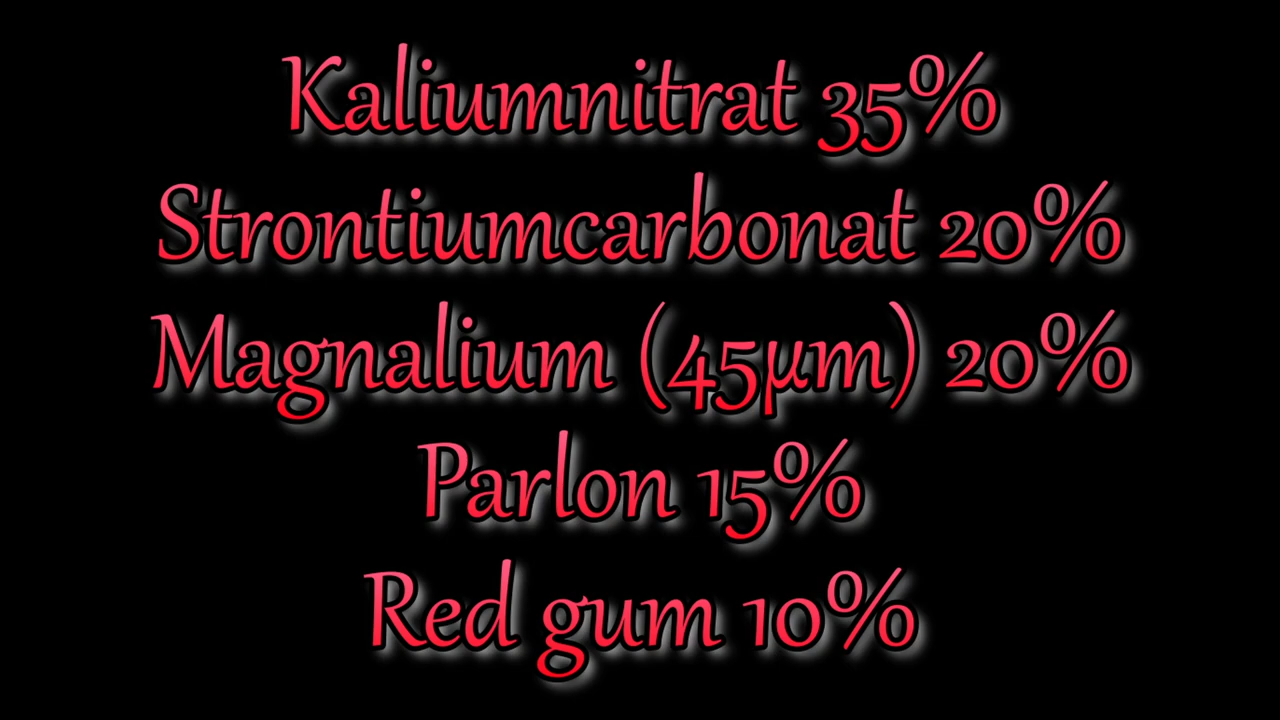 Kaliumnitrat 35%
Strontiumcarbonat 20%
Magnalium (45µm) 20%
Parlon 15%
Red gum 10%